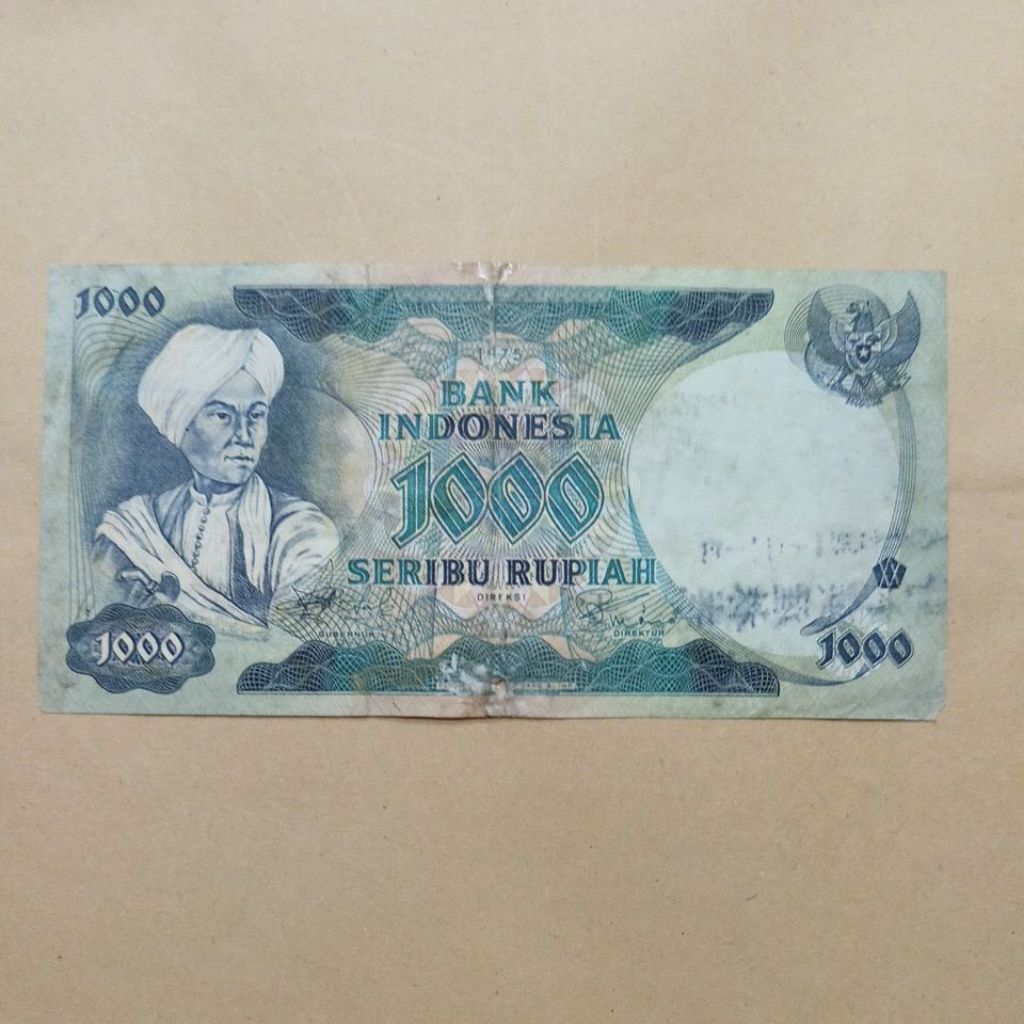 1000
1975
BANK
INDONESIA
1000
SERIBU RUPIAH
DIREKSI
GUBERNUR
DIREKTUR
1000
1000